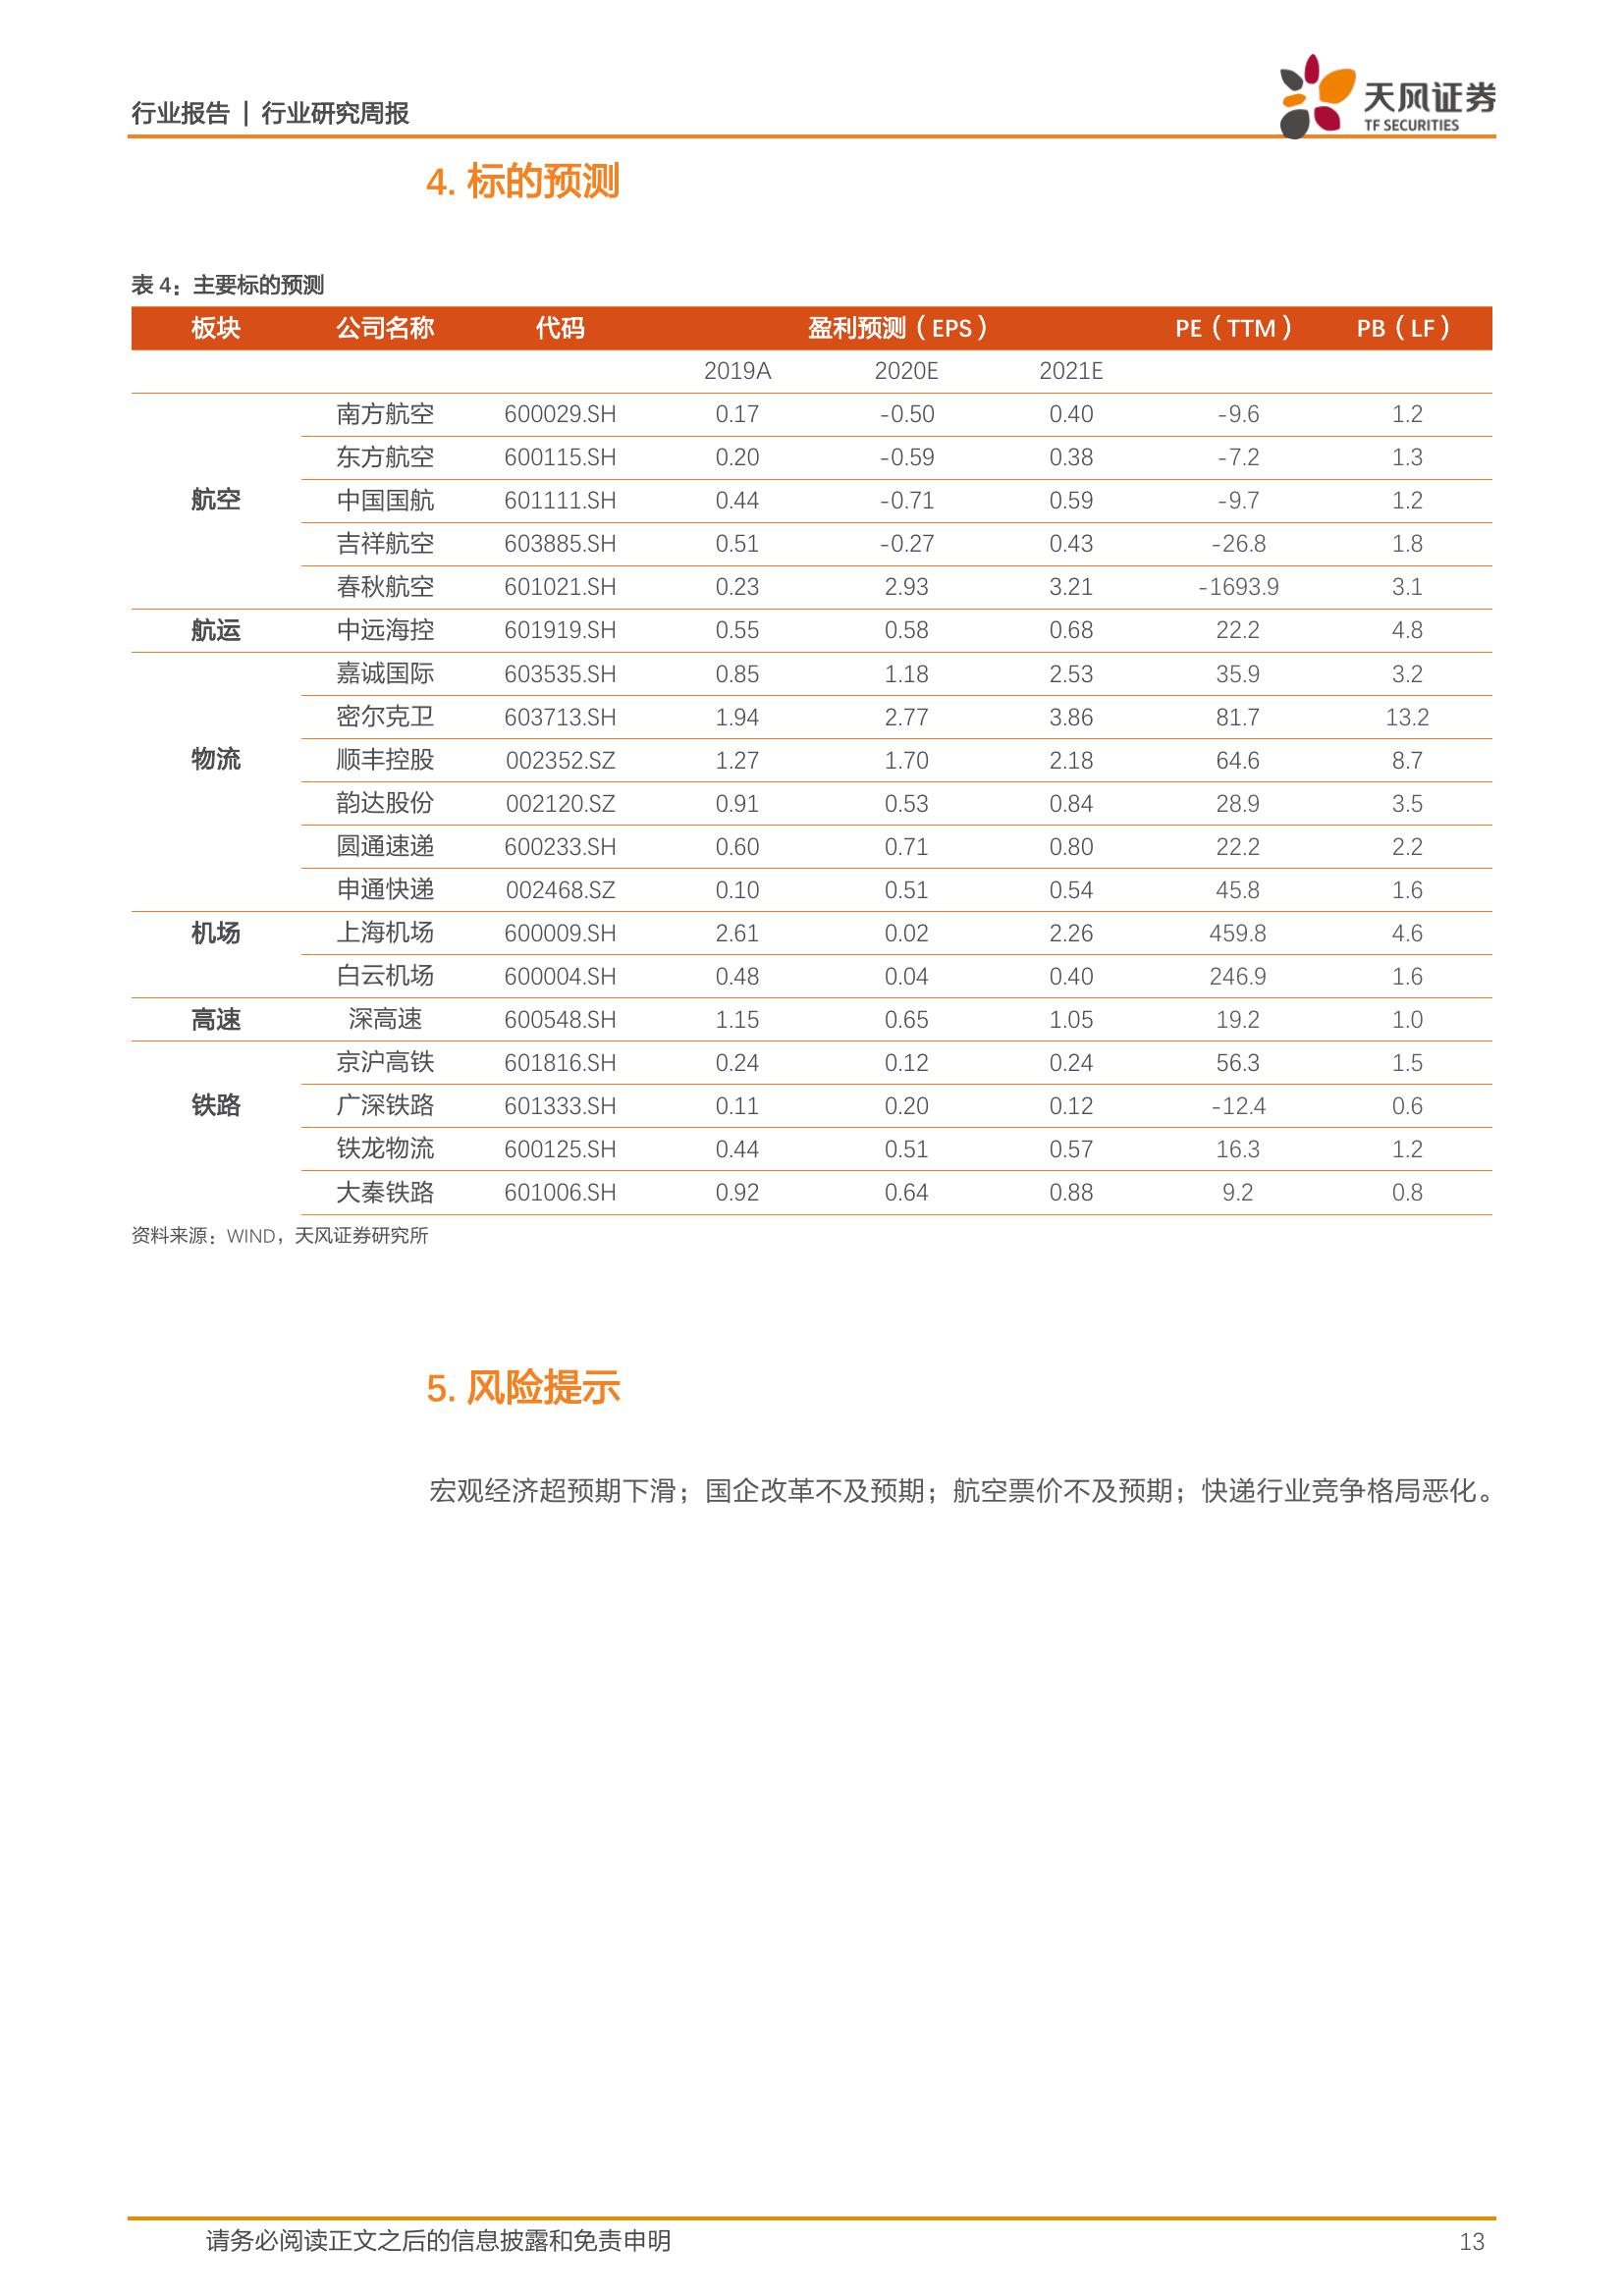 行业报告 | 行业研究周报
天风证券
TF SECURITIES
4. 标的预测
表 4：主要标的预测
板块 公司名称 代码 盈利预测（EPS） PE（TTM） PB（LF）
2019A 2020E 2021E
南方航空 600029.SH 0.17 -0.50 0.40 -9.6 1.2
东方航空 600115.SH 0.20 -0.59 0.38 -7.2 1.3
航空 中国国航 601111.SH 0.44 -0.71 0.59 -9.7 1.2
吉祥航空 603885.SH 0.51 -0.27 0.43 -26.8 1.8
春秋航空 601021.SH 0.23 2.93 3.21 -1693.9 3.1
航运 中远海控 601919.SH 0.55 0.58 0.68 22.2 4.8
嘉诚国际 603535.SH 0.85 1.18 2.53 35.9 3.2
密尔克卫 603713.SH 1.94 2.77 3.86 81.7 13.2
物流 顺丰控股 002352.SZ 1.27 1.70 2.18 64.6 8.7
韵达股份 002120.SZ 0.91 0.53 0.84 28.9 3.5
圆通速递 600233.SH 0.60 0.71 0.80 22.2 2.2
申通快递 002468.SZ 0.10 0.51 0.54 45.8 1.6
机场 上海机场 600009.SH 2.61 0.02 2.26 459.8 4.6
白云机场 600004.SH 0.48 0.04 0.40 246.9 1.6
高速 深高速 600548.SH 1.15 0.65 1.05 19.2 1.0
京沪高铁 601816.SH 0.24 0.12 0.24 56.3 1.5
铁路 广深铁路 601333.SH 0.11 0.20 0.12 -12.4 0.6
铁龙物流 600125.SH 0.44 0.51 0.57 16.3 1.2
大秦铁路 601006.SH 0.92 0.64 0.88 9.2 0.8
资料来源：WIND，天风证券研究所
5. 风险提示
宏观经济超预期下滑；国企改革不及预期；航空票价不及预期；快递行业竞争格局恶化。
请务必阅读正文之后的信息披露和免责申明 13